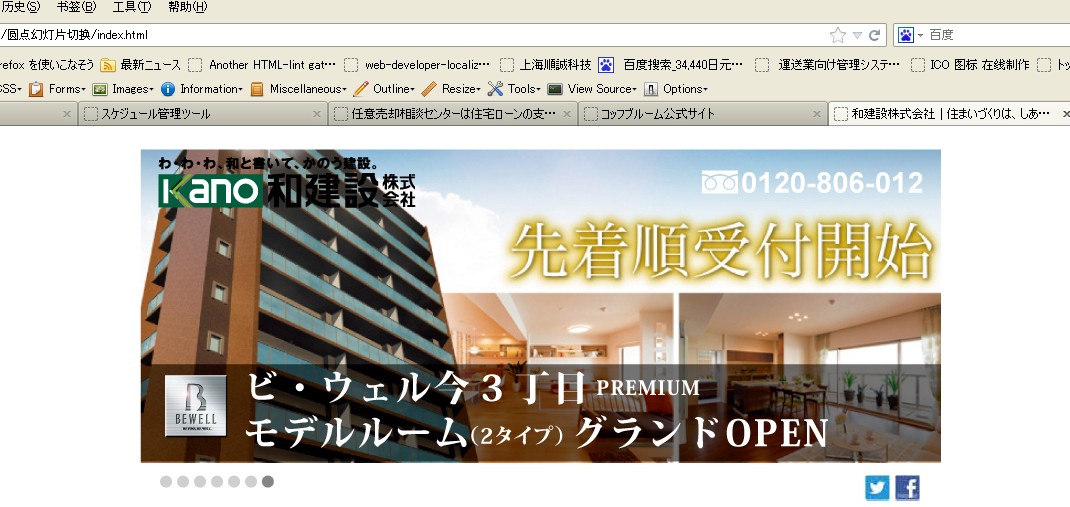 历史(S) 书签(B) 工具(T) 帮助(H)
/圆点幻灯片切换/index.html 百度
refox を使いこなそう 最新ニュース Another HTML-lint gat… web-developer-localiz… 上海順誠科技 百度搜索_34,440日元… 運送業向け管理システ… ICO 图标 在线制作
CSS Forms Images Information Miscellaneous Outline Resize Tools View Source Options
スケジュール管理ツール 任意売却相談センターは住宅ローンの支… コッフブルーム公式サイト 和建設株式会社 | 住まいづくりは、しあ…
わ・わ・わ、和と書いて、かのう建設。
Kano 和建設 株式会社
0120-806-012
先着順受付開始
B
BEWELL
ビ・ウェル今３丁目 PREMIUM
モデルルーム(2タイプ) グランドOPEN